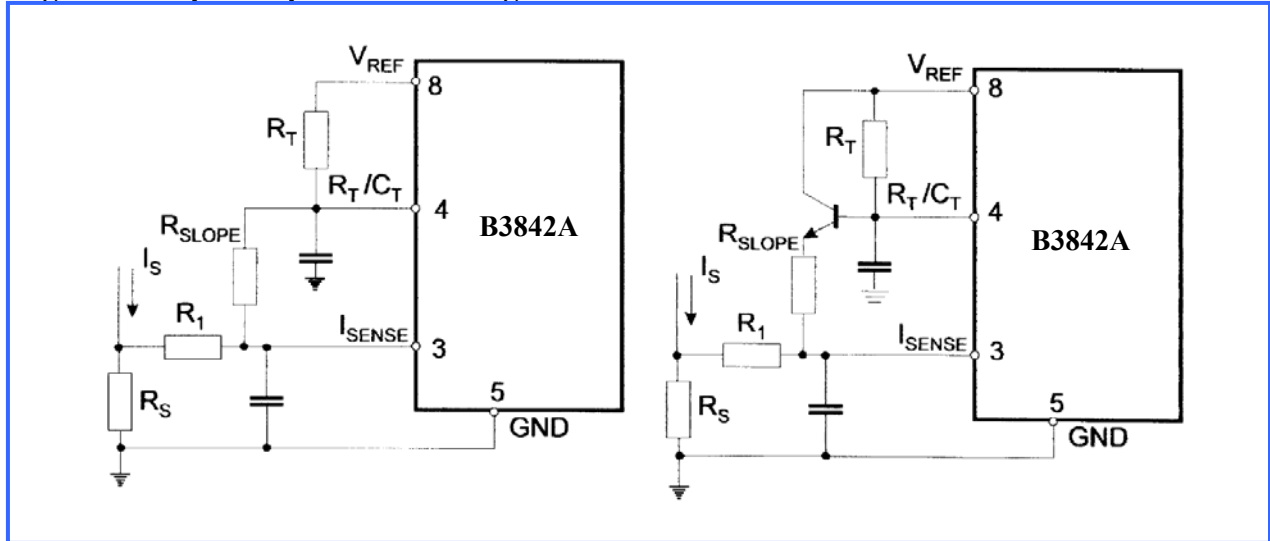 V_REF
8
R_T
R_T/C_T
4
R_SLOPE
B3842A
I_S
R_1
I_SENSE
3
R_S
5
GND
V_REF
8
R_T
R_T/C_T
4
R_SLOPE
B3842A
I_S
R_1
I_SENSE
3
R_S
5
GND